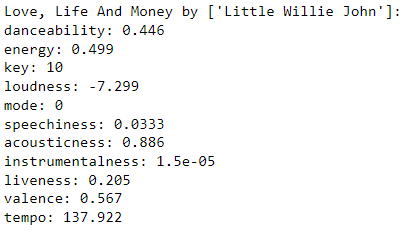 Love, Life And Money by ['Little Willie John']:
danceability: 0.446
energy: 0.499
key: 10
loudness: -7.299
mode: 0
speechiness: 0.0333
acousticness: 0.886
instrumentalness: 1.5e-05
liveness: 0.205
valence: 0.567
tempo: 137.922